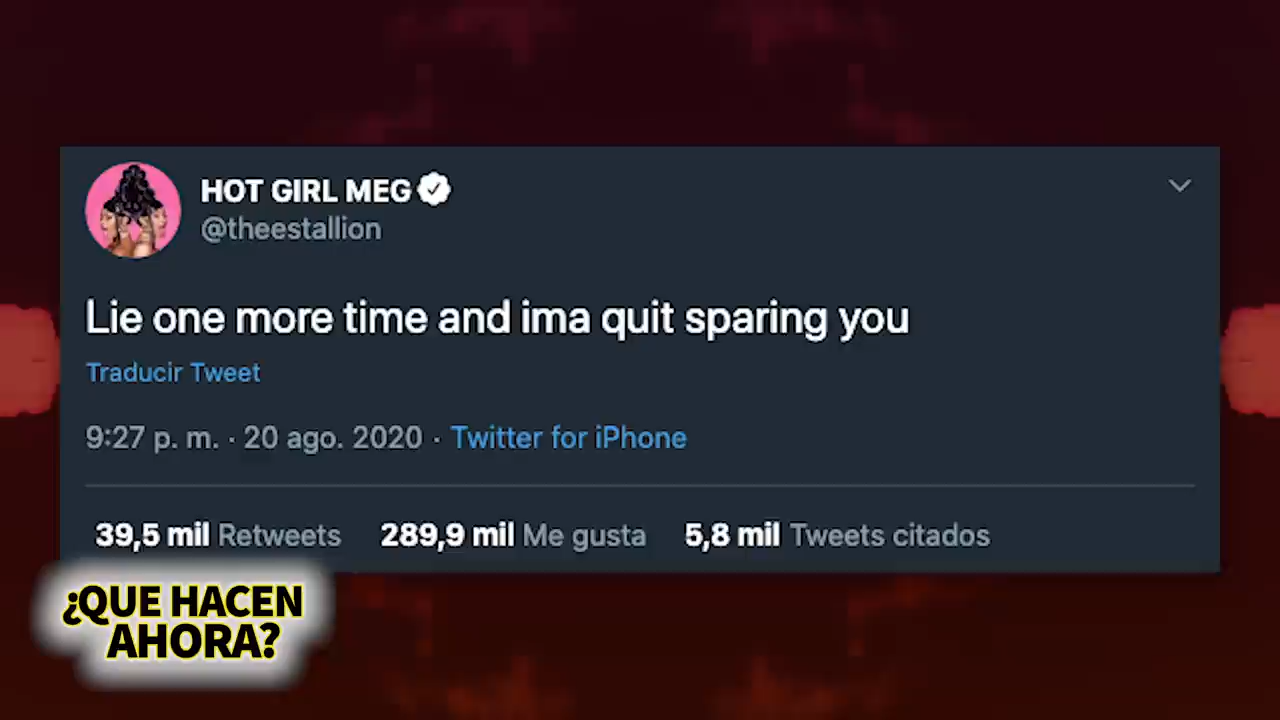 HOT GIRL MEG
@theestallion
Lie one more time and ima quit sparing you
Traducir Tweet
9:27 p. m. · 20 ago. 2020 · Twitter for iPhone
39,5 mil Retweets 289,9 mil Me gusta 5,8 mil Tweets citados
¿QUE HACEN
AHORA?